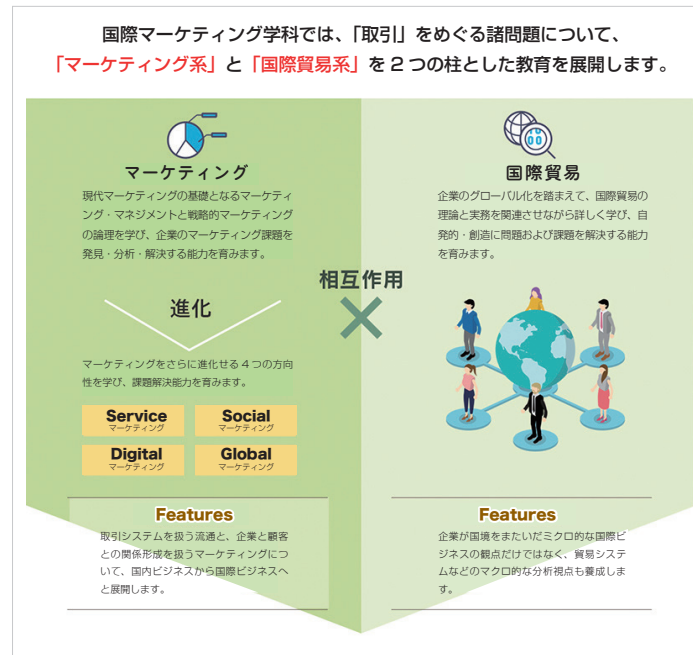 国際マーケティング学科では、「取引」をめぐる諸問題について、
「マーケティング系」と「国際貿易系」を2つの柱とした教育を展開します。
マーケティング
現代マーケティングの基礎となるマーケティ
ング・マネジメントと戦略的マーケティング
の論理を学び、企業のマーケティング課題を
発見・分析・解決する能力を育みます。
進化
マーケティングをさらに進化せる4つの方向
性を学び、課題解決能力を育みます。
Service
マーケティング
Social
マーケティング
Digital
マーケティング
Global
マーケティング
Features
取引システムを扱う流通と、企業と顧客
との関係形成を扱うマーケティングにつ
いて、国内ビジネスから国際ビジネスへ
と展開します。
相互作用
国際貿易
企業のグローバル化を踏まえて、国際貿易の
理論と実務を関連させながら詳しく学び、自
発的・創造に問題および課題を解決する能力
を育みます。
Features
企業が国境をまたいだミクロ的な国際ビ
ジネスの観点だけではなく、貿易システ
ムなどのマクロ的な分析視点も養成しま
す。